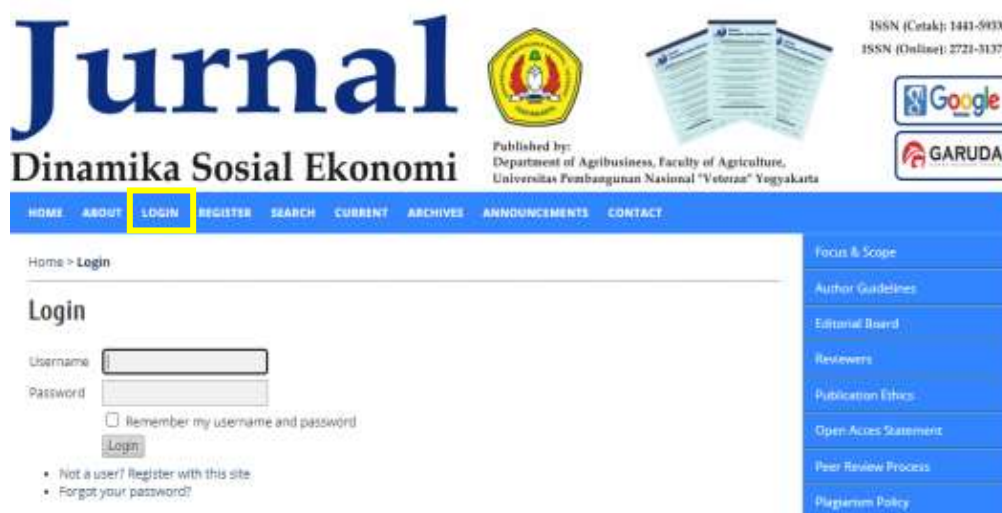 Jurnal
Dinamika Sosial Ekonomi
Published by:
Department of Agribusiness, Faculty of Agriculture,
Universitas Pembangunan Nasional "Veteran" Yogyakarta
ISSN (Cetak): 1441-5933
ISSN (Online): 2721-3137
Google
GARUDA
HOME ABOUT LOGIN REGISTER SEARCH CURRENT ARCHIVES ANNOUNCEMENTS CONTACT
Home > Login
Login
Username
Password
Remember my username and password
Login
Not a user? Register with this site
Forgot your password?
Focus & Scope
Author Guidelines
Editorial Board
Reviewers
Publication Ethics
Open Acces Statement
Peer Review Process
Plagiarism Policy